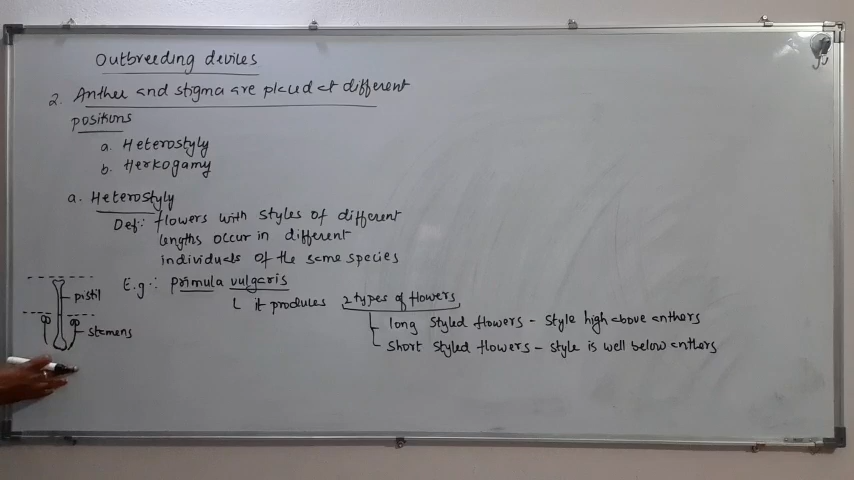 Outbreeding devices
2. Anther and stigma are placed at different
positions
a. Heterostyly
b. Herkogamy
a. Heterostyly
Def:- flowers with styles of different
lengths occur in different
individuals of the same species
E.g:- primula vulgaris
it produces 2 types of flowers
long styled flowers - style high above anthers
short styled flowers - style is well below anthers
pistil
stamens